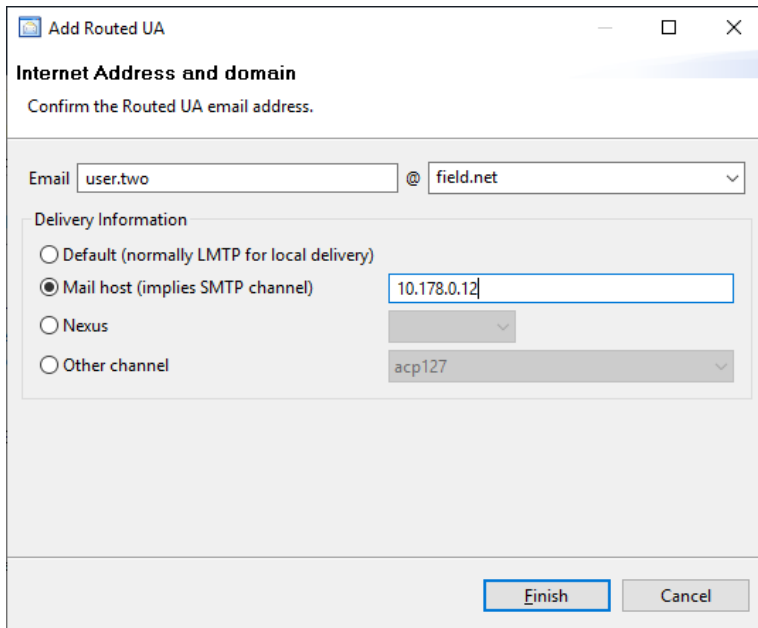 Add Routed UA
Internet Address and domain
Confirm the Routed UA email address.
Email user.two @ field.net
Delivery Information
Default (normally LMTP for local delivery)
Mail host (implies SMTP channel) 10.178.0.12
Nexus
Other channel acp127
Finish Cancel